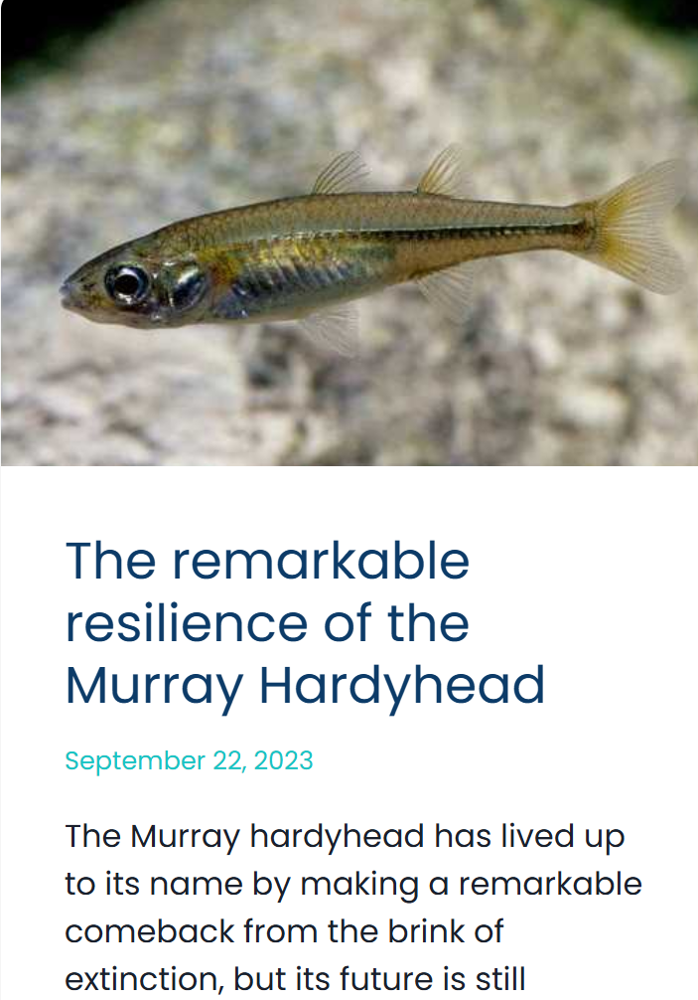 The remarkable
resilience of the
Murray Hardyhead
September 22, 2023
The Murray hardyhead has lived up
to its name by making a remarkable
comeback from the brink of
extinction, but its future is still